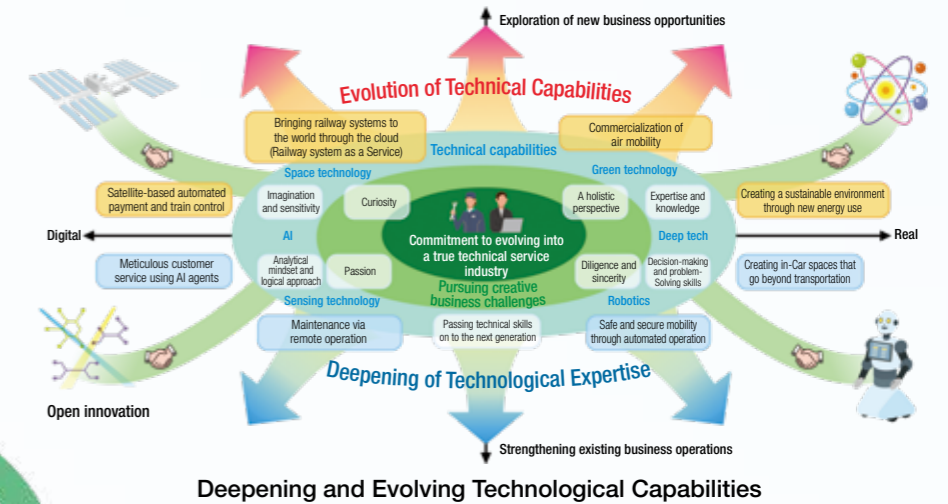 Exploration of new business opportunities
Evolution of Technical Capabilities
Bringing railway systems to
the world through the cloud
(Railway system as a Service)
Technical capabilities
Commercialization of
air mobility
Space technology
Green technology
Satellite-based automated
payment and train control
Imagination
and sensitivity
Curiosity
A holistic
perspective
Expertise and
knowledge
Creating a sustainable environment
through new energy use
Digital
AI
Commitment to evolving into
a true technical service
industry
Deep tech
Real
Meticulous customer
service using AI agents
Analytical
mindset and
logical approach
Passion
Pursuing creative
business challenges
Diligence and
sincerity
Decision-making
and problem-
Solving skills
Creating in-Car spaces that
go beyond transportation
Sensing technology
Robotics
Maintenance via
remote operation
Passing technical skills
on to the next generation
Safe and secure mobility
through automated operation
Deepening of Technological Expertise
Open innovation
Strengthening existing business operations
Deepening and Evolving Technological Capabilities